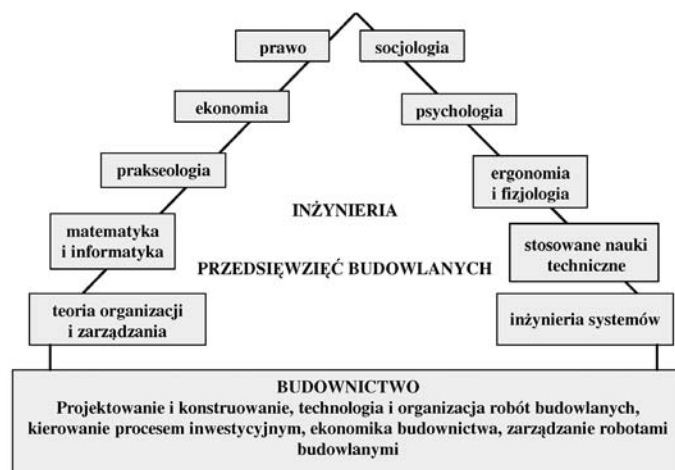 prawo
socjologia
ekonomia
psychologia
prakseologia
ergonomia
i fizjologia
INŻYNIERIA
matematyka
i informatyka
stosowane nauki
techniczne
PRZEDSIĘWZIĘĆ BUDOWLANYCH
teoria organizacji
i zarządzania
inżynieria systemów
BUDOWNICTWO
Projektowanie i konstruowanie, technologia i organizacja robót budowlanych,
kierowanie procesem inwestycyjnym, ekonomika budownictwa, zarządzanie robotami
budowlanymi